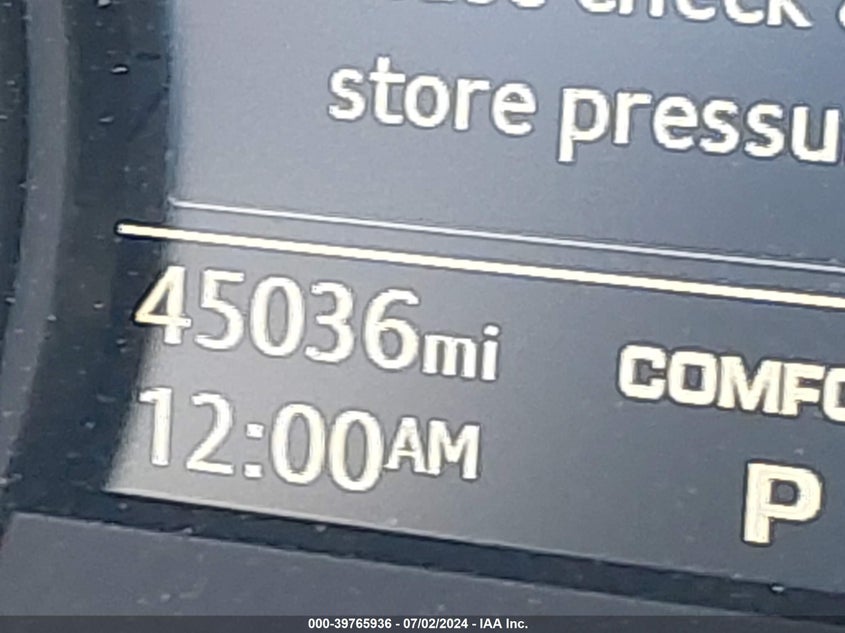 store pressu
45036mi
COMFO
12:00AM
P
000-39765936 - 07/02/2024 - IAA Inc.